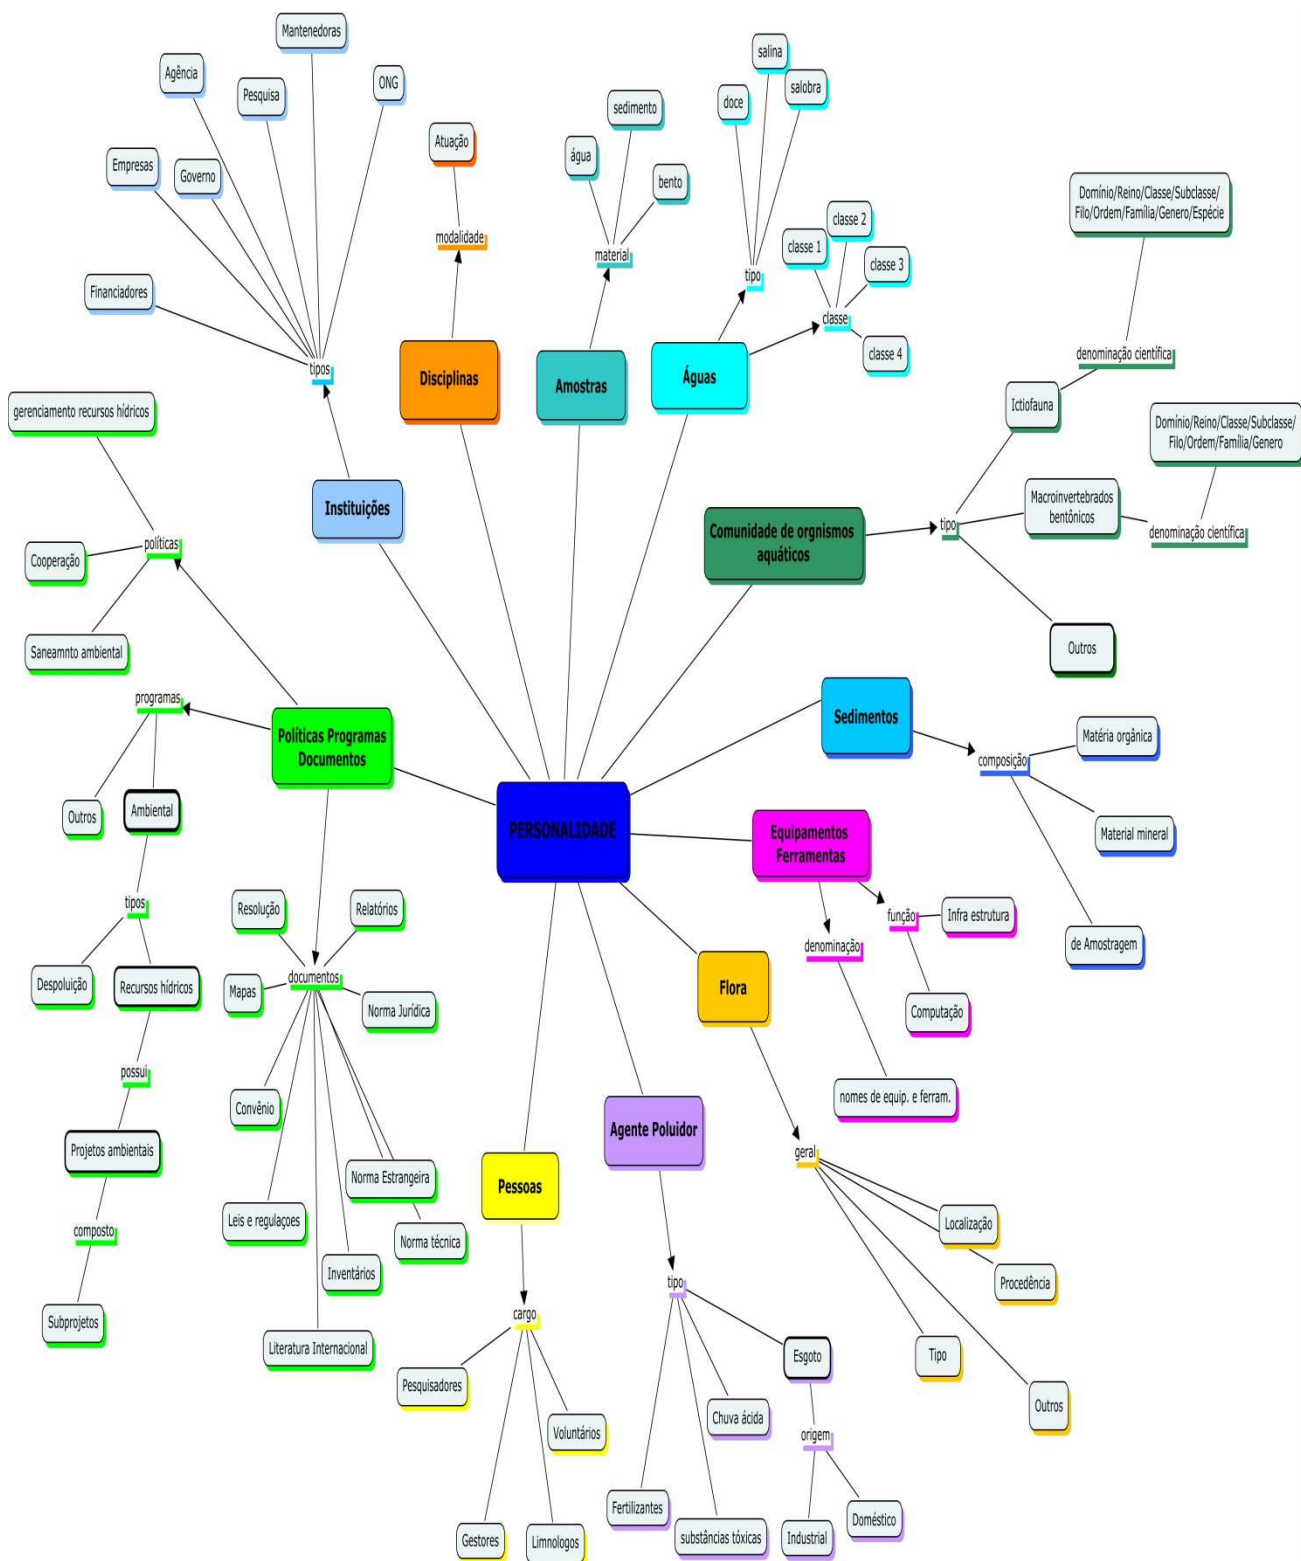 Mantenedoras
Agência
Pesquisa
ONG
Empresas
Governo
Financiadores
tipos
Instituições
Atuação
modalidade
Disciplinas
sedimento
água
bento
material
Amostras
salina
doce
salobra
tipo
classe 2
classe 1
classe 3
classe
classe 4
Águas
Domínio/Reino/Classe/Subclasse/
Filo/Ordem/Família/Genero/Espécie
denominação científica
Ictiofauna
Domínio/Reino/Classe/Subclasse/
Filo/Ordem/Família/Genero
Macroinvertebrados
bentônicos
denominação científica
tipo
Outros
Comunidade de orgnismos
aquáticos
gerenciamento recursos hídricos
políticas
Cooperação
Saneamnto ambiental
programas
Políticas Programas
Documentos
Outros
Ambiental
tipos
Despoluição
Recursos hídricos
possui
Projetos ambientais
composto
Subprojetos
Resolução
Relatórios
documentos
Mapas
Norma Jurídica
Convênio
Norma Estrangeira
Leis e regulaçoes
Norma técnica
Inventários
Literatura Internacional
PERSONALIDADE
Sedimentos
Matéria orgânica
composição
Material mineral
de Amostragem
Equipamentos
Ferramentas
função
Infra estrutura
denominação
Computação
nomes de equip. e ferram.
Flora
geral
Localização
Procedência
Tipo
Outros
Agente Poluidor
tipo
Esgoto
Chuva ácida
origem
Fertilizantes
substâncias tóxicas
Industrial
Doméstico
Pessoas
cargo
Pesquisadores
Voluntários
Gestores
Limnologos